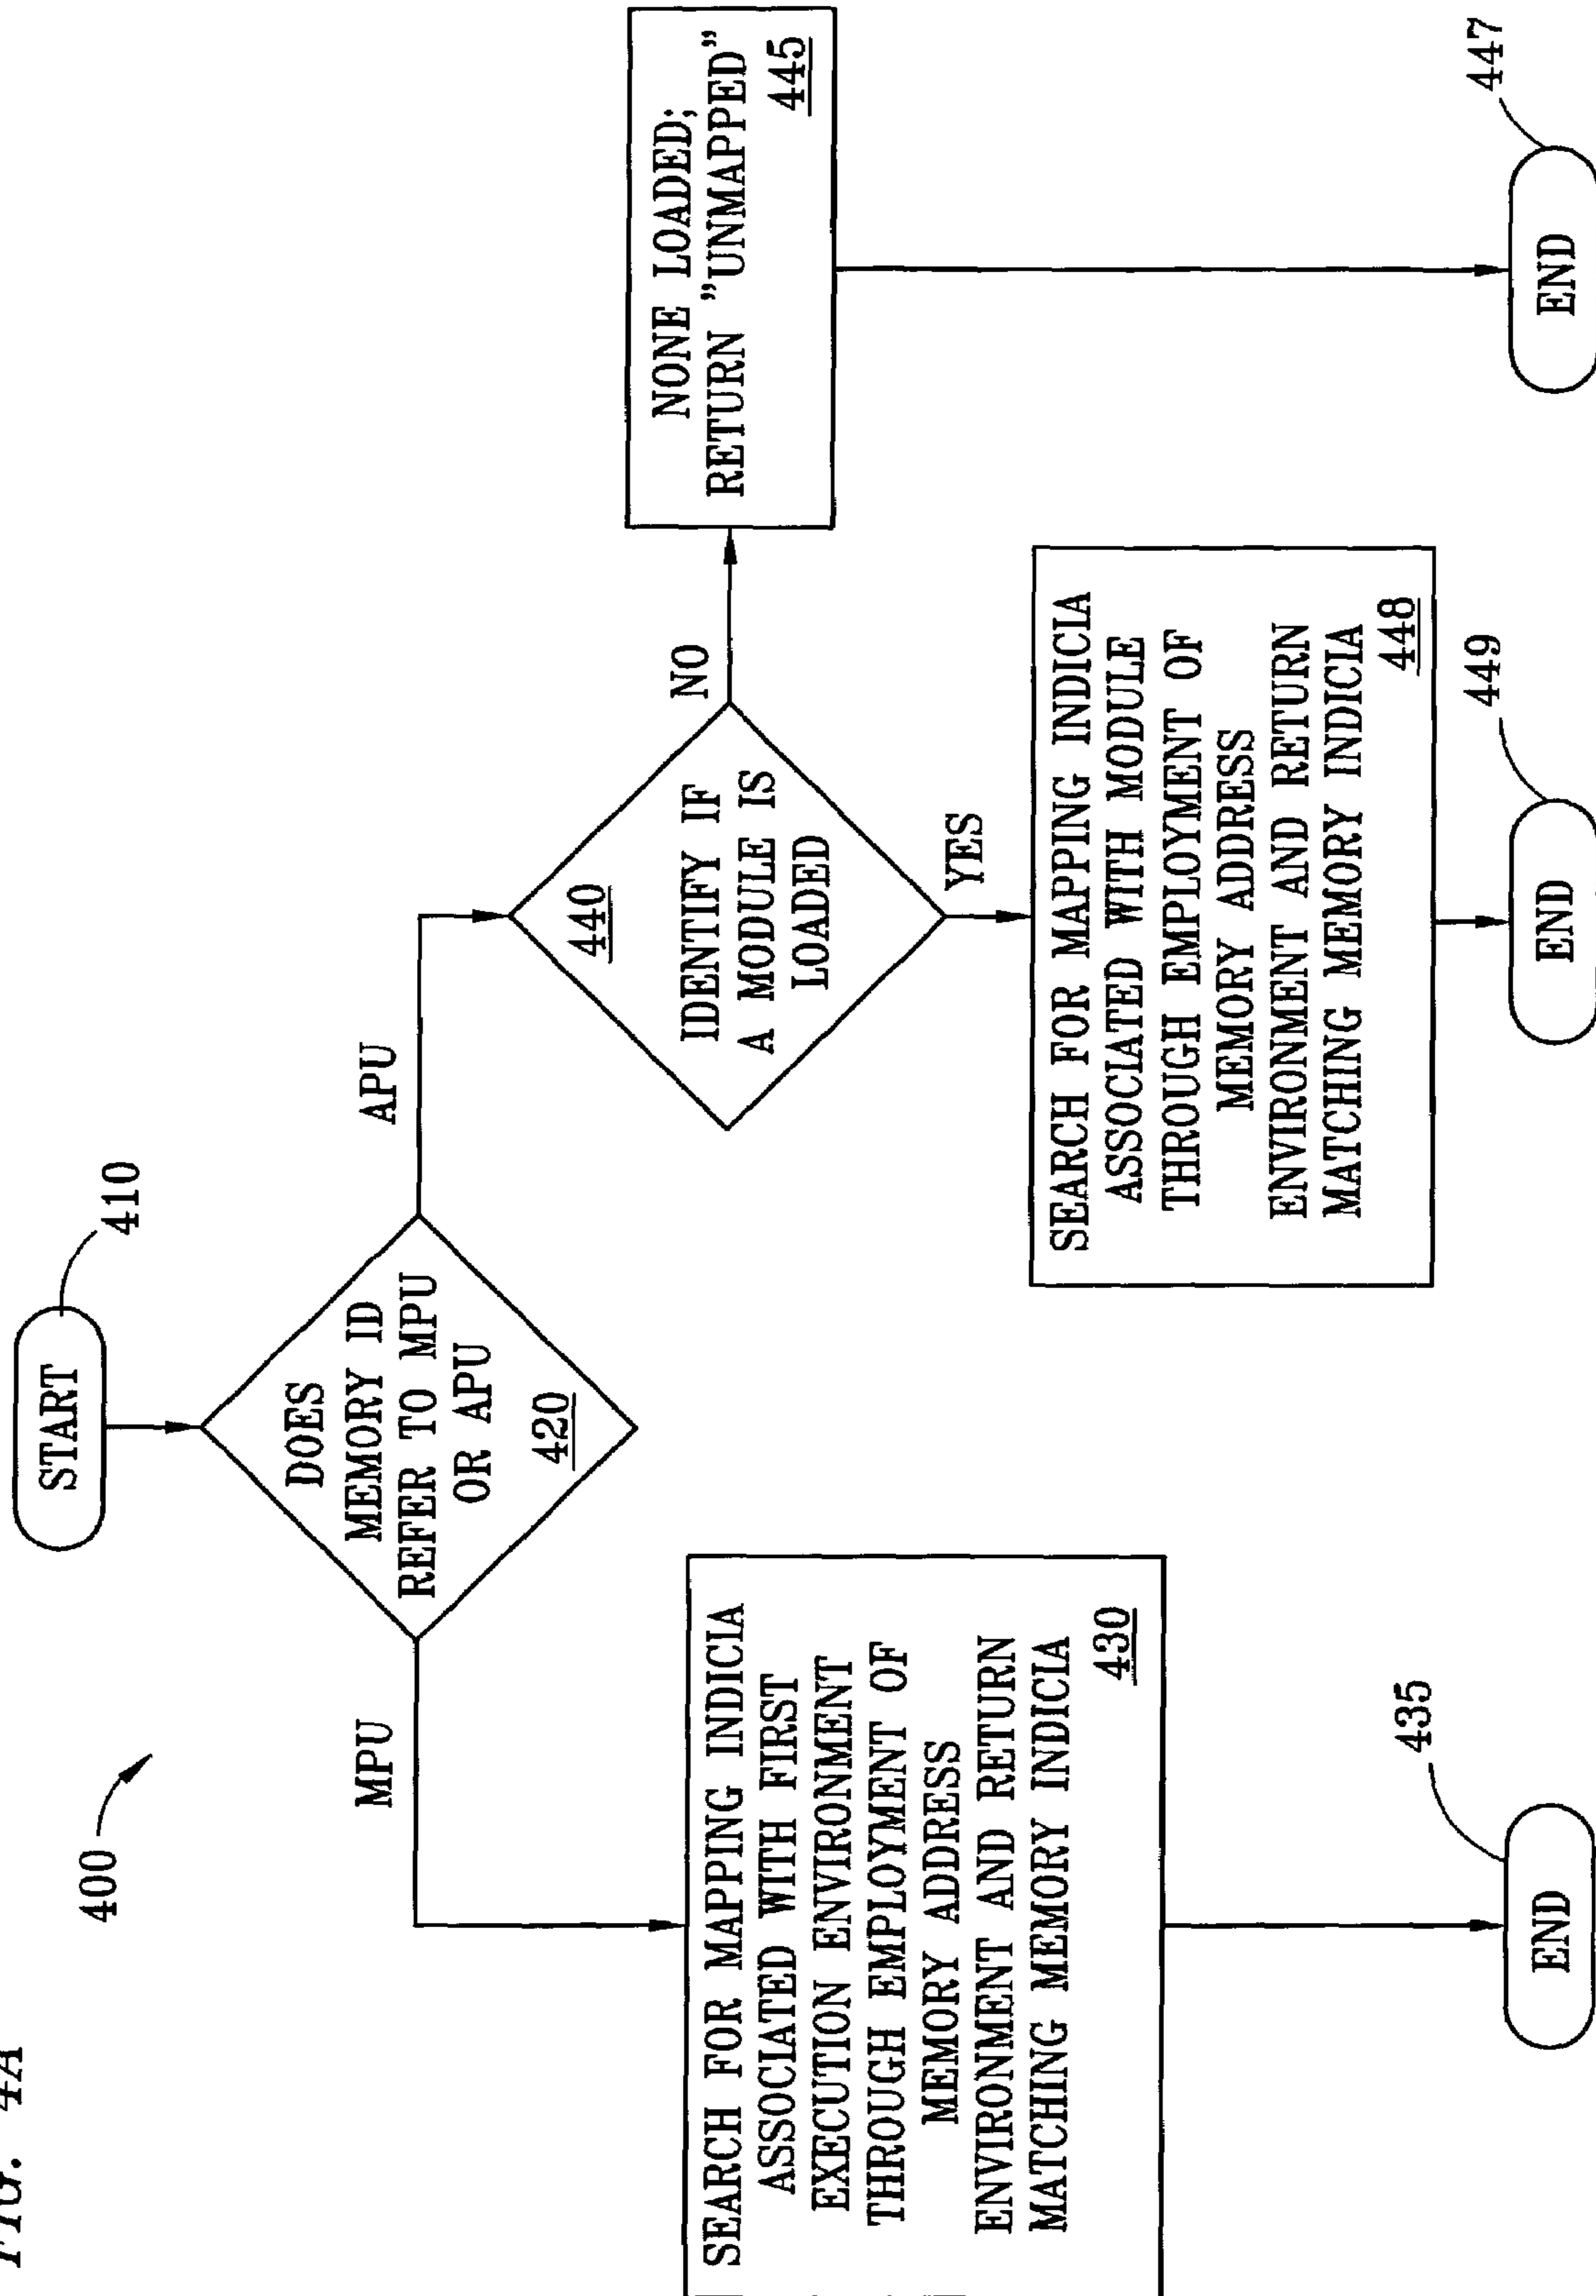 FIG. 4A
400
START
410
DOES
MEMORY ID
REFER TO MPU
OR APU
420
MPU
APU
SEARCH FOR MAPPING INDICIA
ASSOCIATED WITH FIRST
EXECUTION ENVIRONMENT
THROUGH EMPLOYMENT OF
MEMORY ADDRESS
ENVIRONMENT AND RETURN
MATCHING MEMORY INDICIA
430
435
END
440
IDENTIFY IF
A MODULE IS
LOADED
NO
YES
NONE LOADED;
RETURN "UNMAPPED"
445
447
END
SEARCH FOR MAPPING INDICIA
ASSOCIATED WITH MODULE
THROUGH EMPLOYMENT OF
MEMORY ADDRESS
ENVIRONMENT AND RETURN
MATCHING MEMORY INDICIA
448
449
END